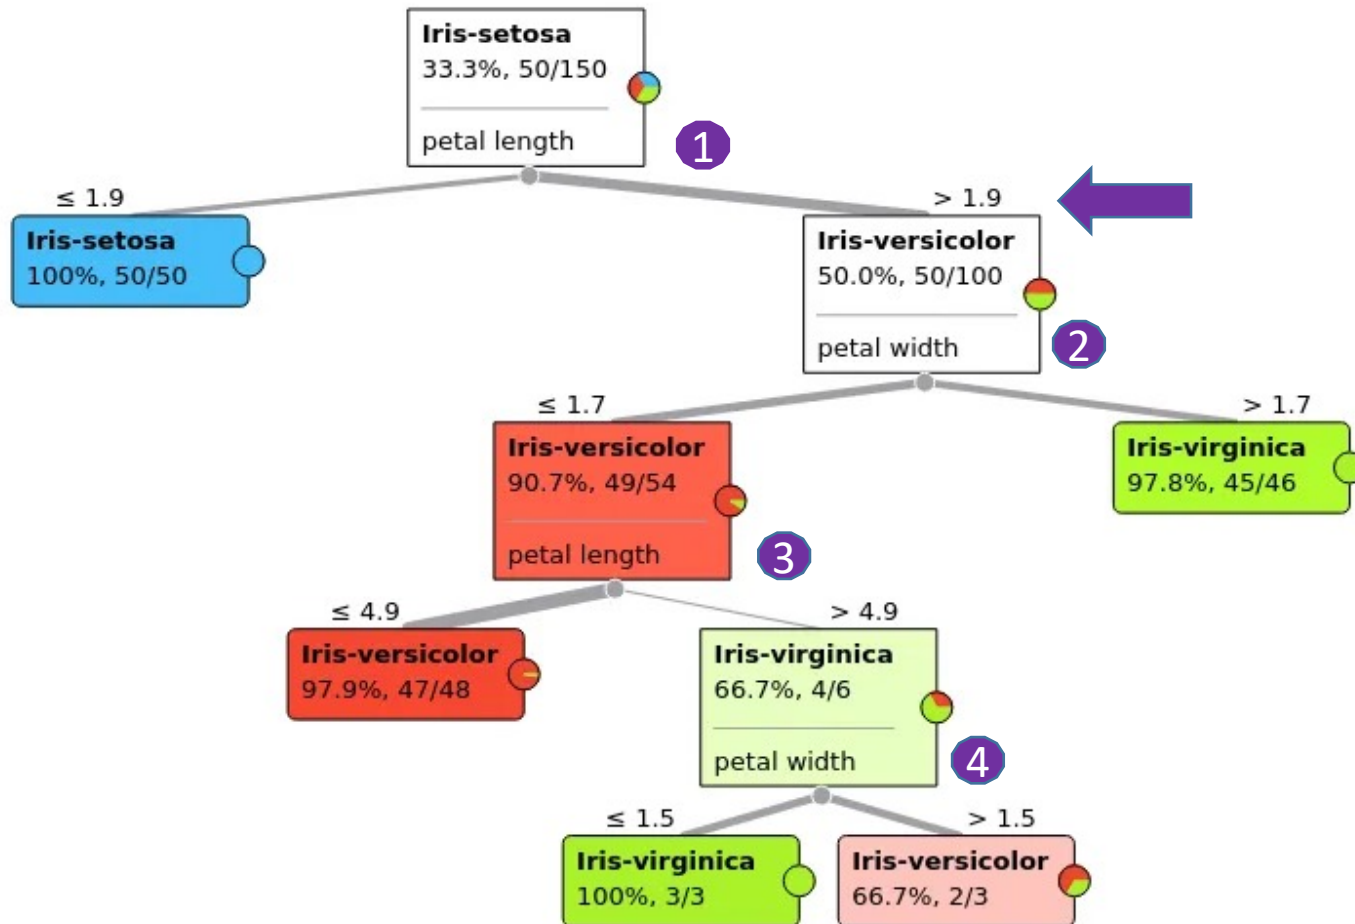 Iris-setosa
33.3%, 50/150
petal length
1
≤ 1.9
> 1.9
Iris-setosa
100%, 50/50
Iris-versicolor
50.0%, 50/100
petal width
2
≤ 1.7
> 1.7
Iris-versicolor
90.7%, 49/54
petal length
3
Iris-virginica
97.8%, 45/46
≤ 4.9
> 4.9
Iris-versicolor
97.9%, 47/48
Iris-virginica
66.7%, 4/6
petal width
4
≤ 1.5
> 1.5
Iris-virginica
100%, 3/3
Iris-versicolor
66.7%, 2/3